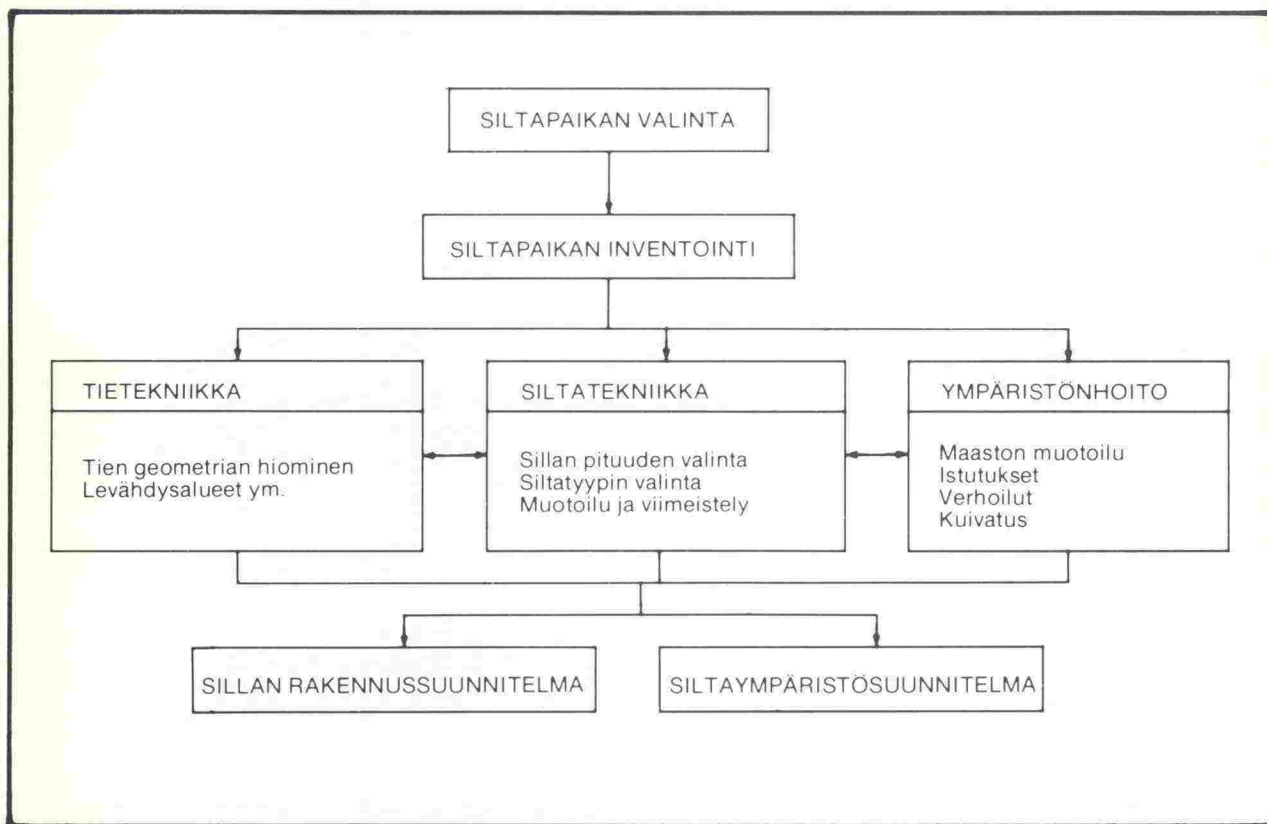 SILTAPAIKAN VALINTA
SILTAPAIKAN INVENTOINTI
TIETEKNIIKKA
Tien geometrian hiominen
Levähdysalueet ym.
SILTATEKNIIKKA
Sillan pituuden valinta
Siltatyypin valinta
Muotoilu ja viimeistely
YMPÄRISTÖNHOITO
Maaston muotoilu
Istutukset
Verhoilut
Kuivatus
SILLAN RAKENNUSSUUNNITELMA
SILTAYMPÄRISTÖSUUNNITELMA